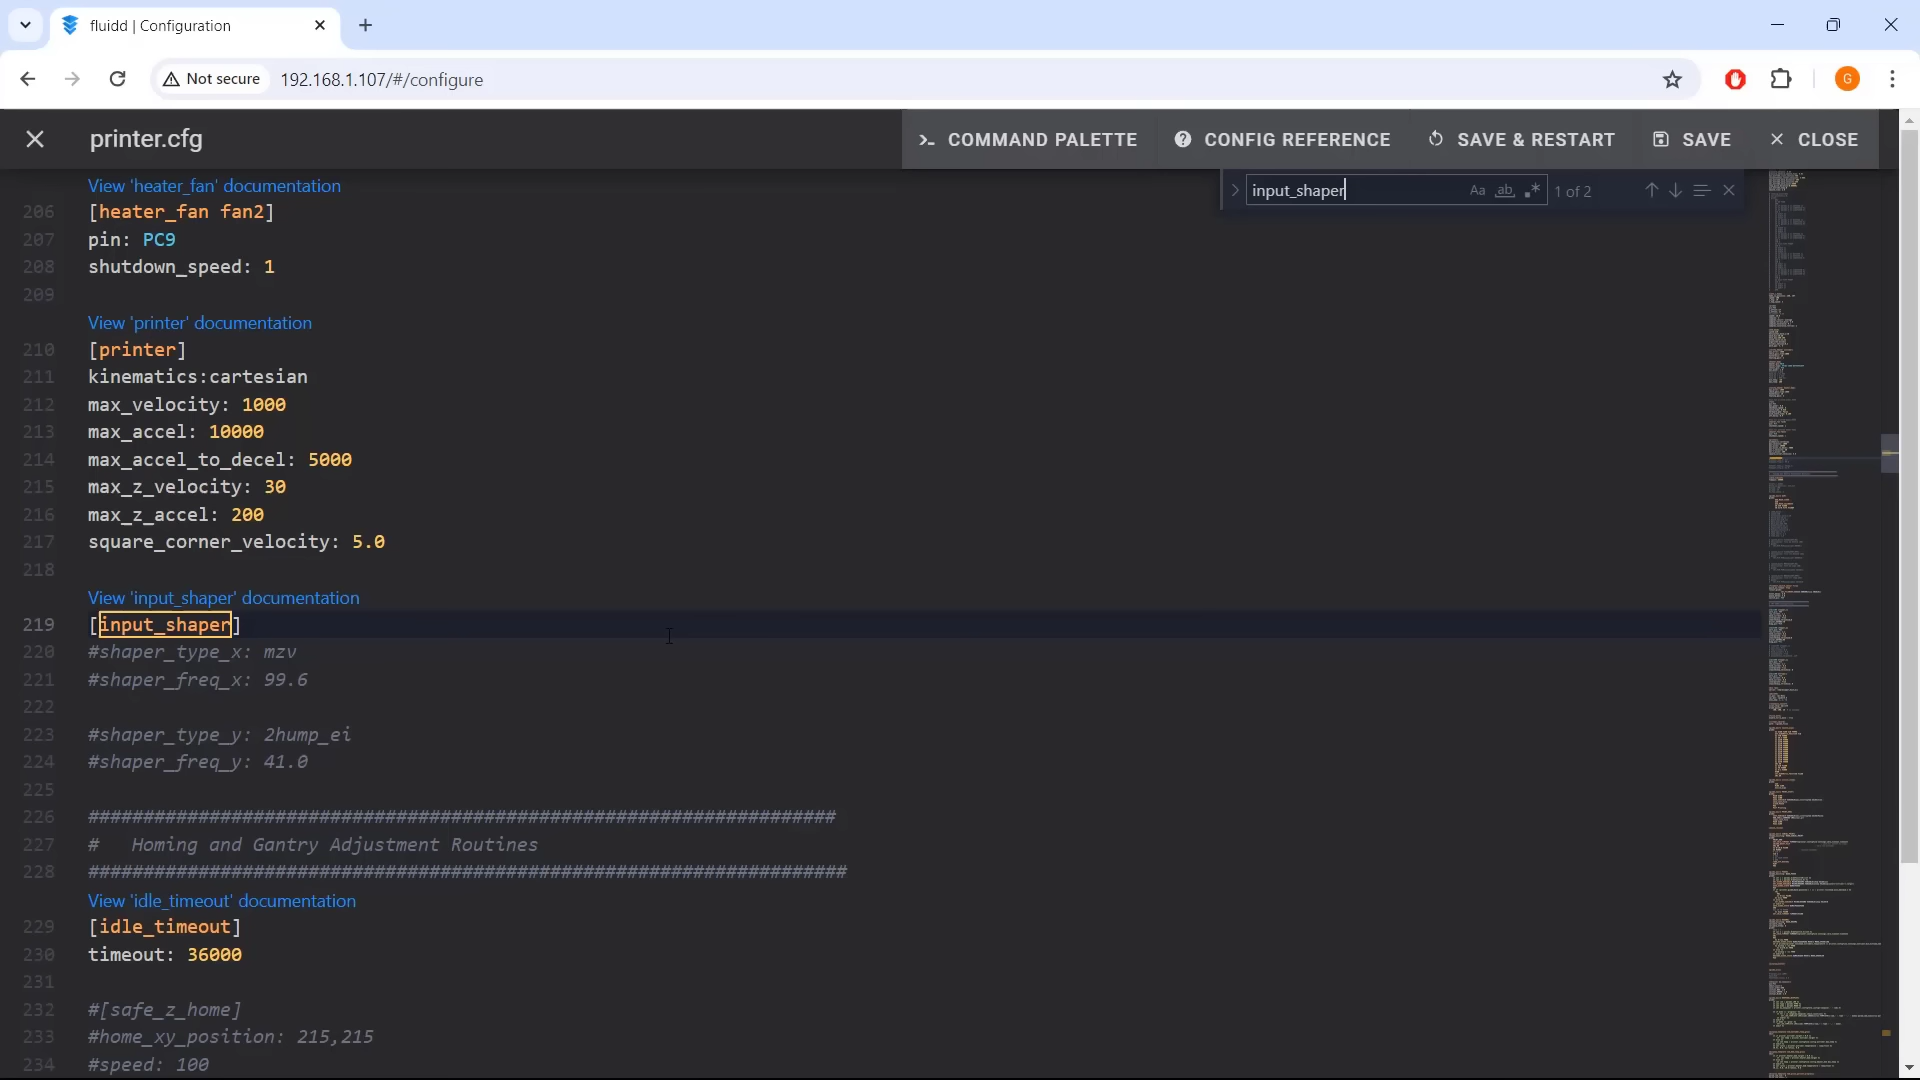 fluidd | Configuration
Not secure
192.168.1.107/#/configure
G
printer.cfg
COMMAND PALETTE
CONFIG REFERENCE
SAVE & RESTART
SAVE
CLOSE
input_shaper
Aa
ab
1 of 2
View 'heater_fan' documentation
206 [heater_fan fan2]
207 pin: PC9
208 shutdown_speed: 1
209
View 'printer' documentation
210 [printer]
211 kinematics:cartesian
212 max_velocity: 1000
213 max_accel: 10000
214 max_accel_to_decel: 5000
215 max_z_velocity: 30
216 max_z_accel: 200
217 square_corner_velocity: 5.0
218
View 'input_shaper' documentation
219 [input_shaper]
220 #shaper_type_x: mzv
221 #shaper_freq_x: 99.6
222
223 #shaper_type_y: 2hump_ei
224 #shaper_freq_y: 41.0
225
226 ####################################################################
227 #   Homing and Gantry Adjustment Routines
228 #####################################################################
View 'idle_timeout' documentation
229 [idle_timeout]
230 timeout: 36000
231
232 #[safe_z_home]
233 #home_xy_position: 215,215
234 #speed: 100